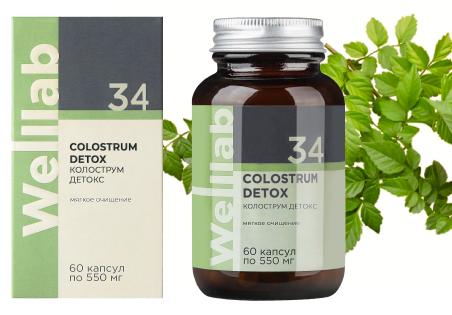 Welllab
34
COLOSTRUM
DETOX
КОЛОСТРУМ
ДЕТОКС
мягкое очищение
60 капсул
по 550 мг
Welllab
34
COLOSTRUM
DETOX
КОЛОСТРУМ ДЕТОКС
мягкое очищение
60 капсул
по 550 мг